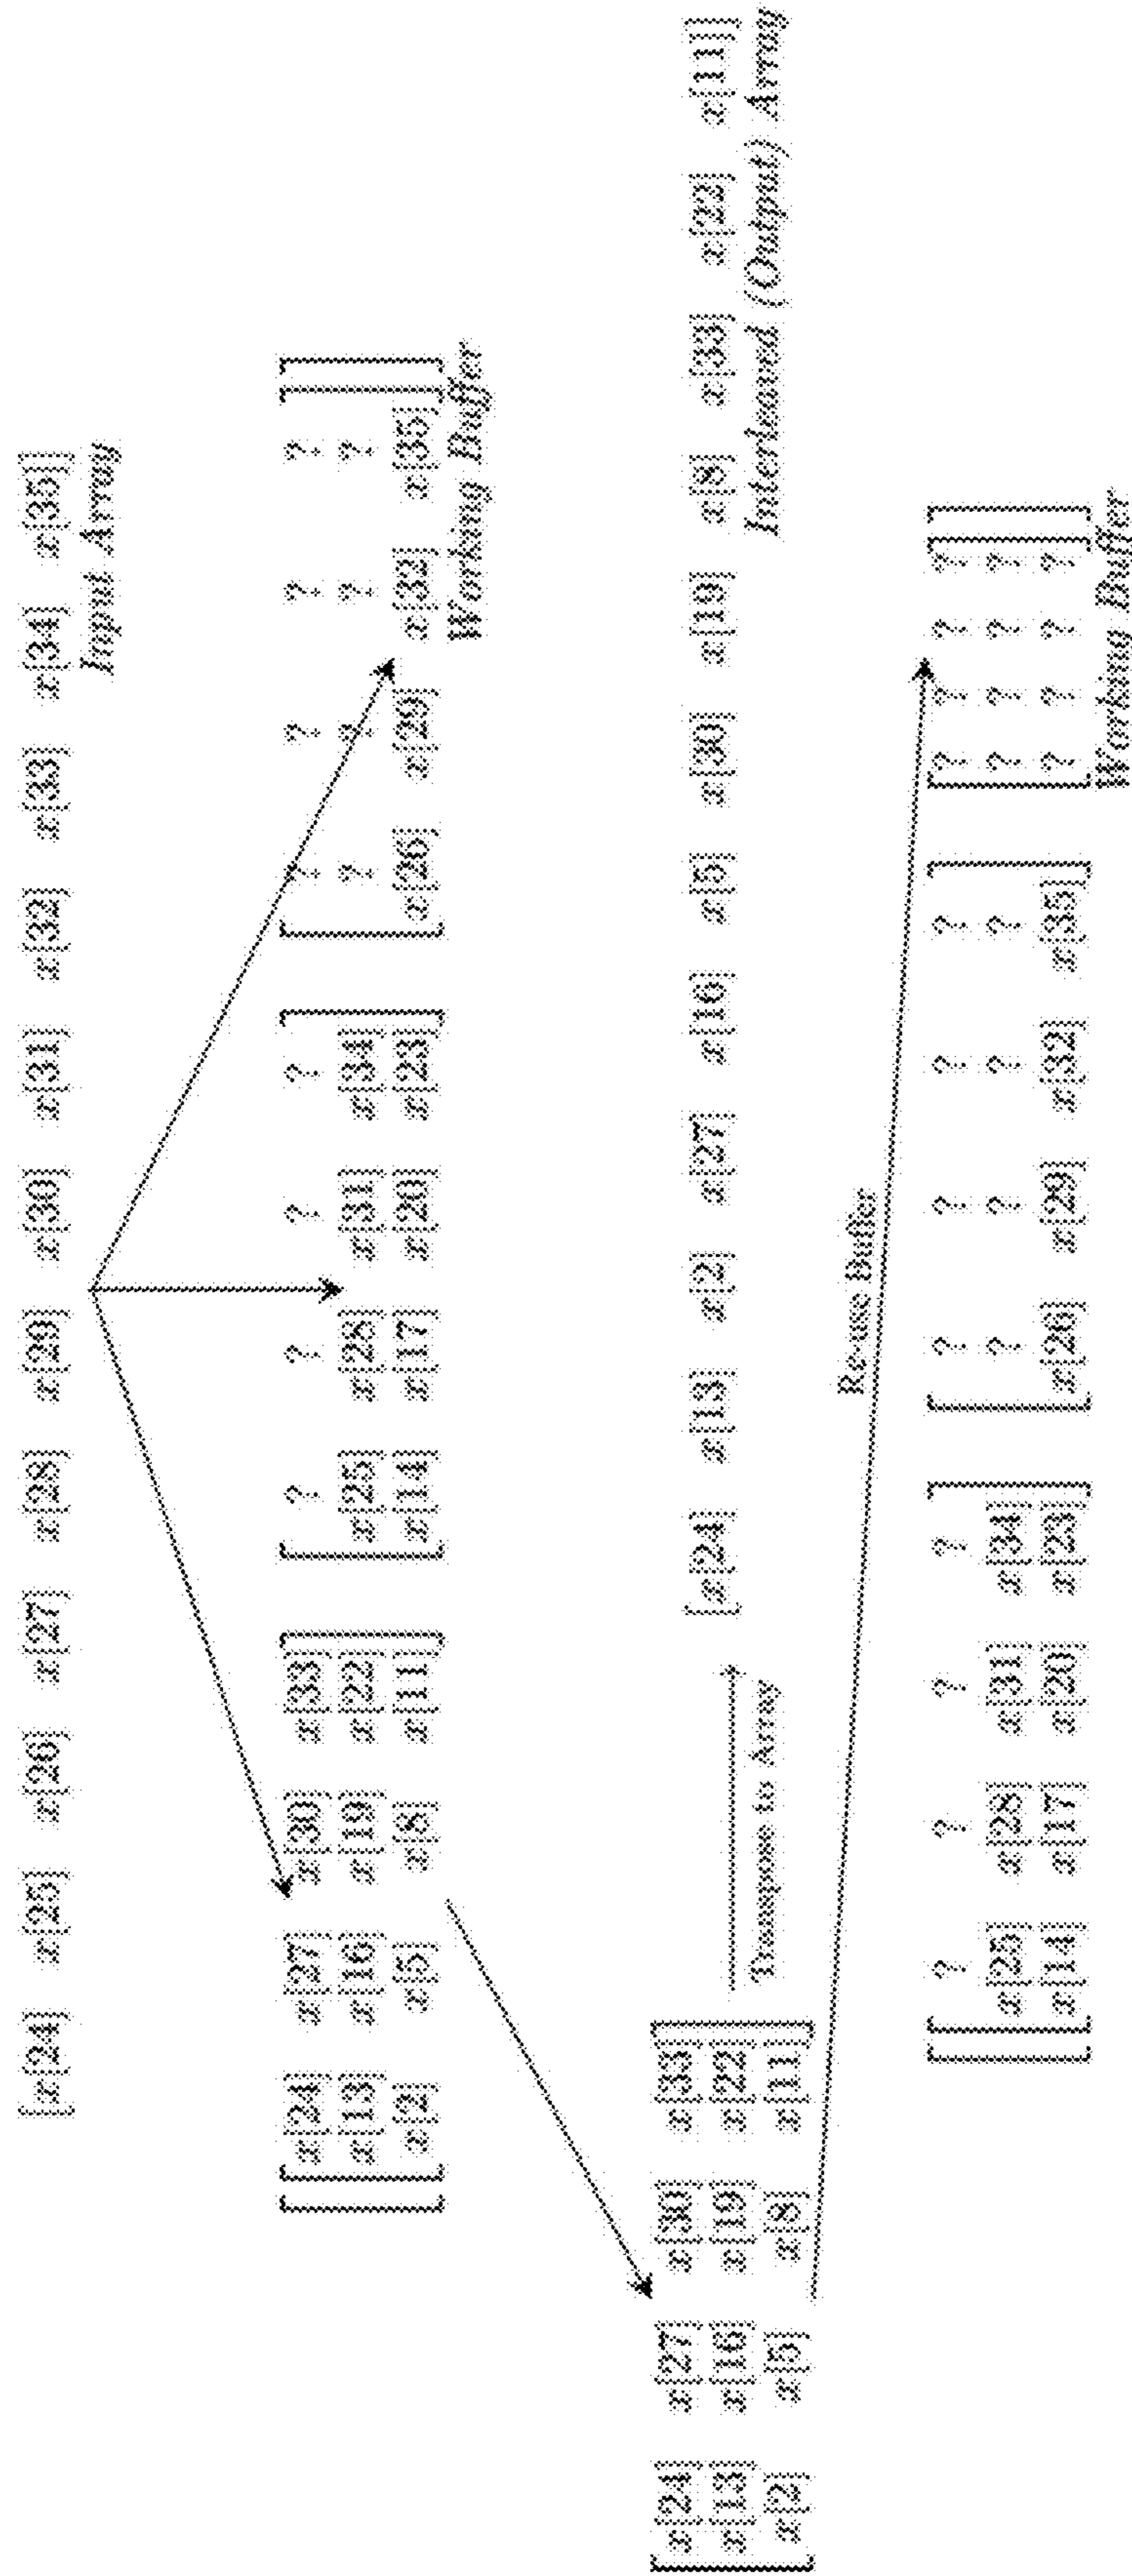 [x[24] x[25] x[26] x[27] x[28] x[29] x[30] x[31] x[32] x[33] x[34] x[35]]
Input Array
[[x[24] x[27] x[30] x[33]] [? ? ? ?] [? ? ? ?]]
x[13] x[16] x[19] x[22] x[25] x[28] x[31] x[34] ? ? ? ?
x[2] x[5] x[8] x[11] x[14] x[17] x[20] x[23] x[26] x[29] x[32] x[35]
Working Buffer
[x[24] x[27] x[30] x[33]]
x[13] x[16] x[19] x[22]
x[2] x[5] x[8] x[11]
Transpose to Array
[x[24] x[13] x[2] x[27] x[16] x[5] x[30] x[19] x[8] x[33] x[22] x[11]]
Interleaved (Output) Array
Re-use Buffer
[[? ? ? ?] [? ? ? ?] [? ? ? ?]]
x[25] x[28] x[31] x[34] ? ? ? ? ? ? ? ?
x[14] x[17] x[20] x[23] x[26] x[29] x[32] x[35] ? ? ? ?
Working Buffer